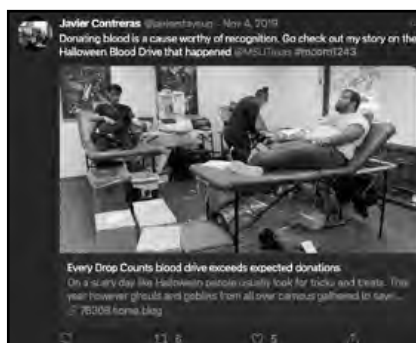 Javier Contreras · Nov 4, 2019
Donating blood is a cause worthy of recognition. Go check out my story on the
Halloween Blood Drive that happened @MSUTexas #mcom1243
Every Drop Counts blood drive exceeds expected donations
On a scary day like Halloween people usually look for tricks and treats. This
year however ghouls and goblins from all over campus gathered to save...
76308.home.blog
6
5